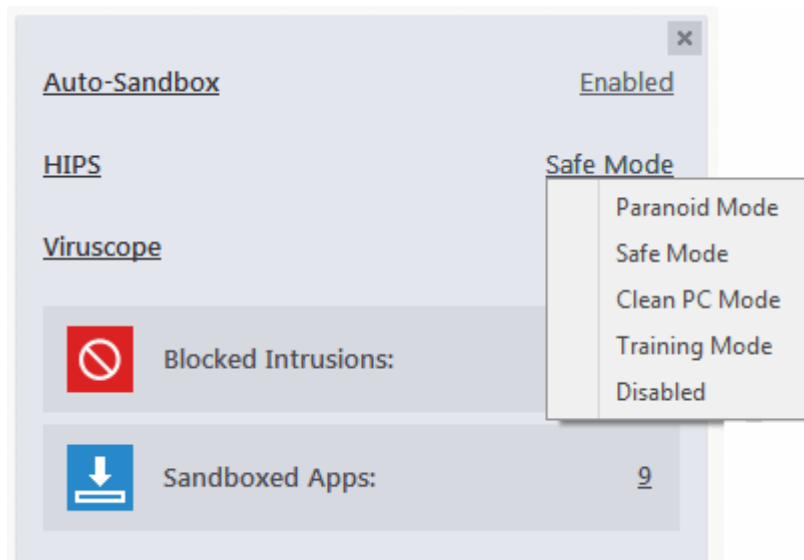 Auto-Sandbox Enabled
HIPS Safe Mode
Paranoid Mode
Safe Mode
Clean PC Mode
Training Mode
Disabled
Viruscope
Blocked Intrusions:
Sandboxed Apps: 9